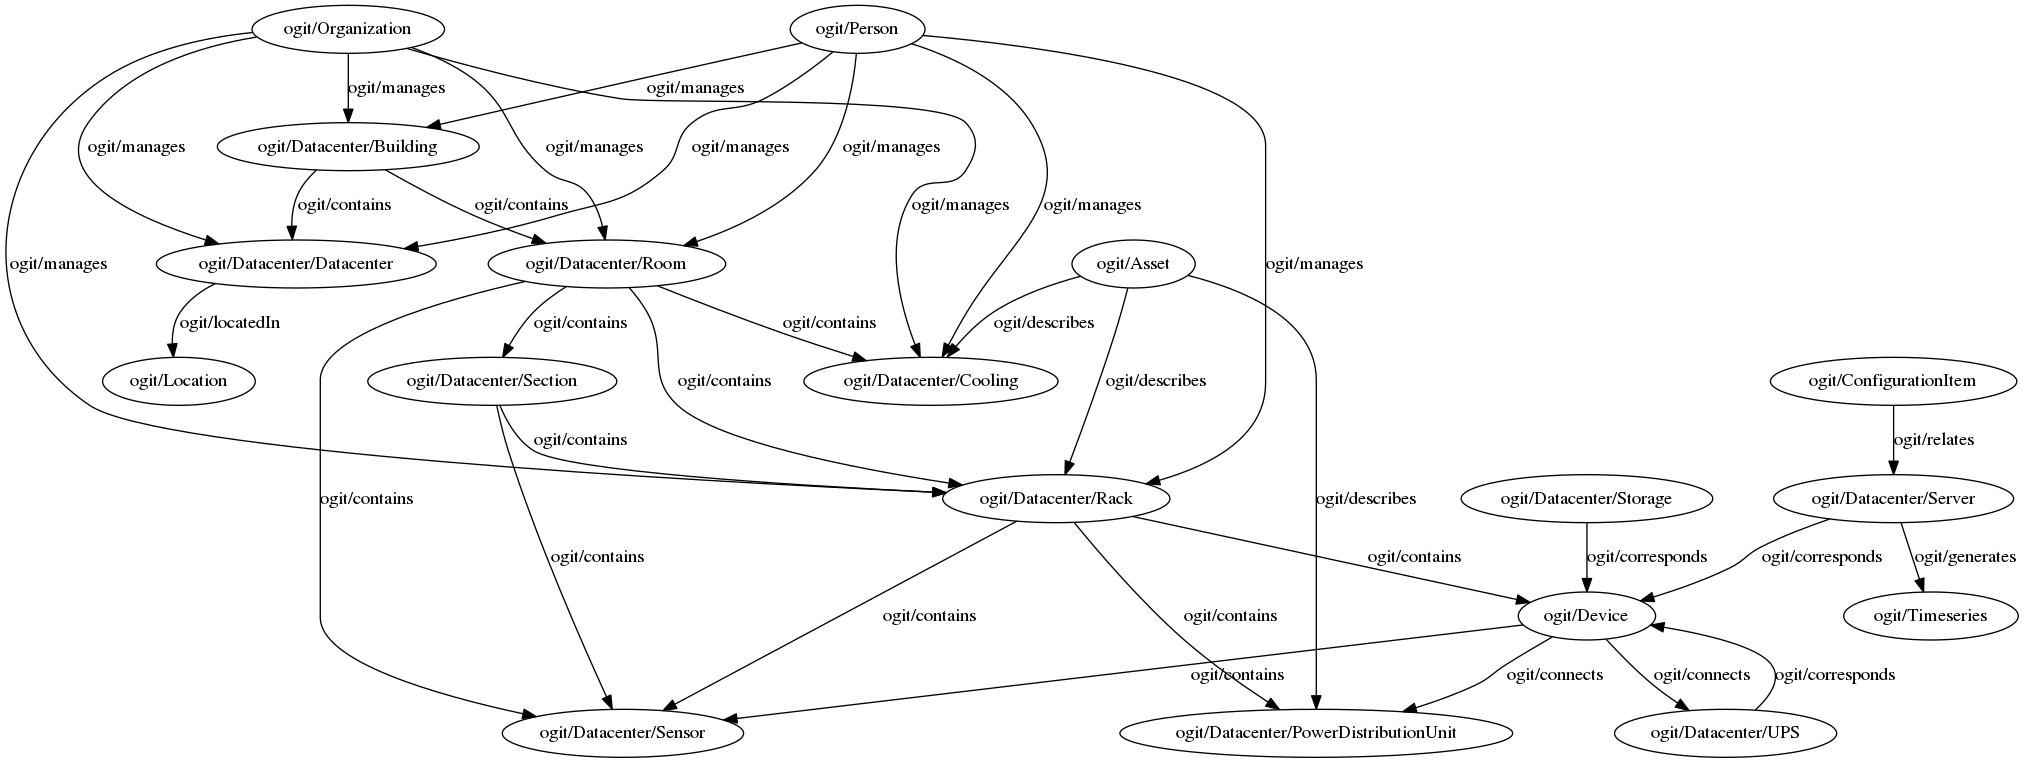 ogit/Organization
ogit/Person
ogit/manages
ogit/manages
ogit/Datacenter/Building
ogit/manages
ogit/manages
ogit/manages
ogit/manages
ogit/contains
ogit/contains
ogit/manages
ogit/manages
ogit/manages
ogit/Datacenter/Datacenter
ogit/Datacenter/Room
ogit/Asset
ogit/manages
ogit/locatedIn
ogit/contains
ogit/contains
ogit/describes
ogit/Location
ogit/Datacenter/Section
ogit/contains
ogit/Datacenter/Cooling
ogit/describes
ogit/ConfigurationItem
ogit/contains
ogit/relates
ogit/contains
ogit/Datacenter/Rack
ogit/describes
ogit/Datacenter/Storage
ogit/Datacenter/Server
ogit/contains
ogit/contains
ogit/corresponds
ogit/corresponds
ogit/generates
ogit/contains
ogit/contains
ogit/Device
ogit/Timeseries
ogit/contains
ogit/connects
ogit/connects
ogit/corresponds
ogit/Datacenter/Sensor
ogit/Datacenter/PowerDistributionUnit
ogit/Datacenter/UPS